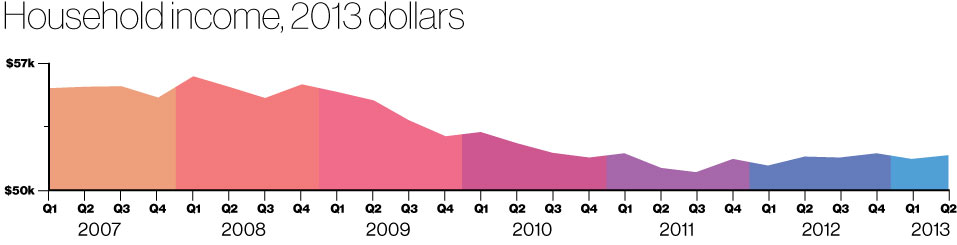 Household income, 2013 dollars
$57k
$50k
Q1 Q2 Q3 Q4 Q1 Q2 Q3 Q4 Q1 Q2 Q3 Q4 Q1 Q2 Q3 Q4 Q1 Q2 Q3 Q4 Q1 Q2 Q3 Q4 Q1 Q2
2007 2008 2009 2010 2011 2012 2013